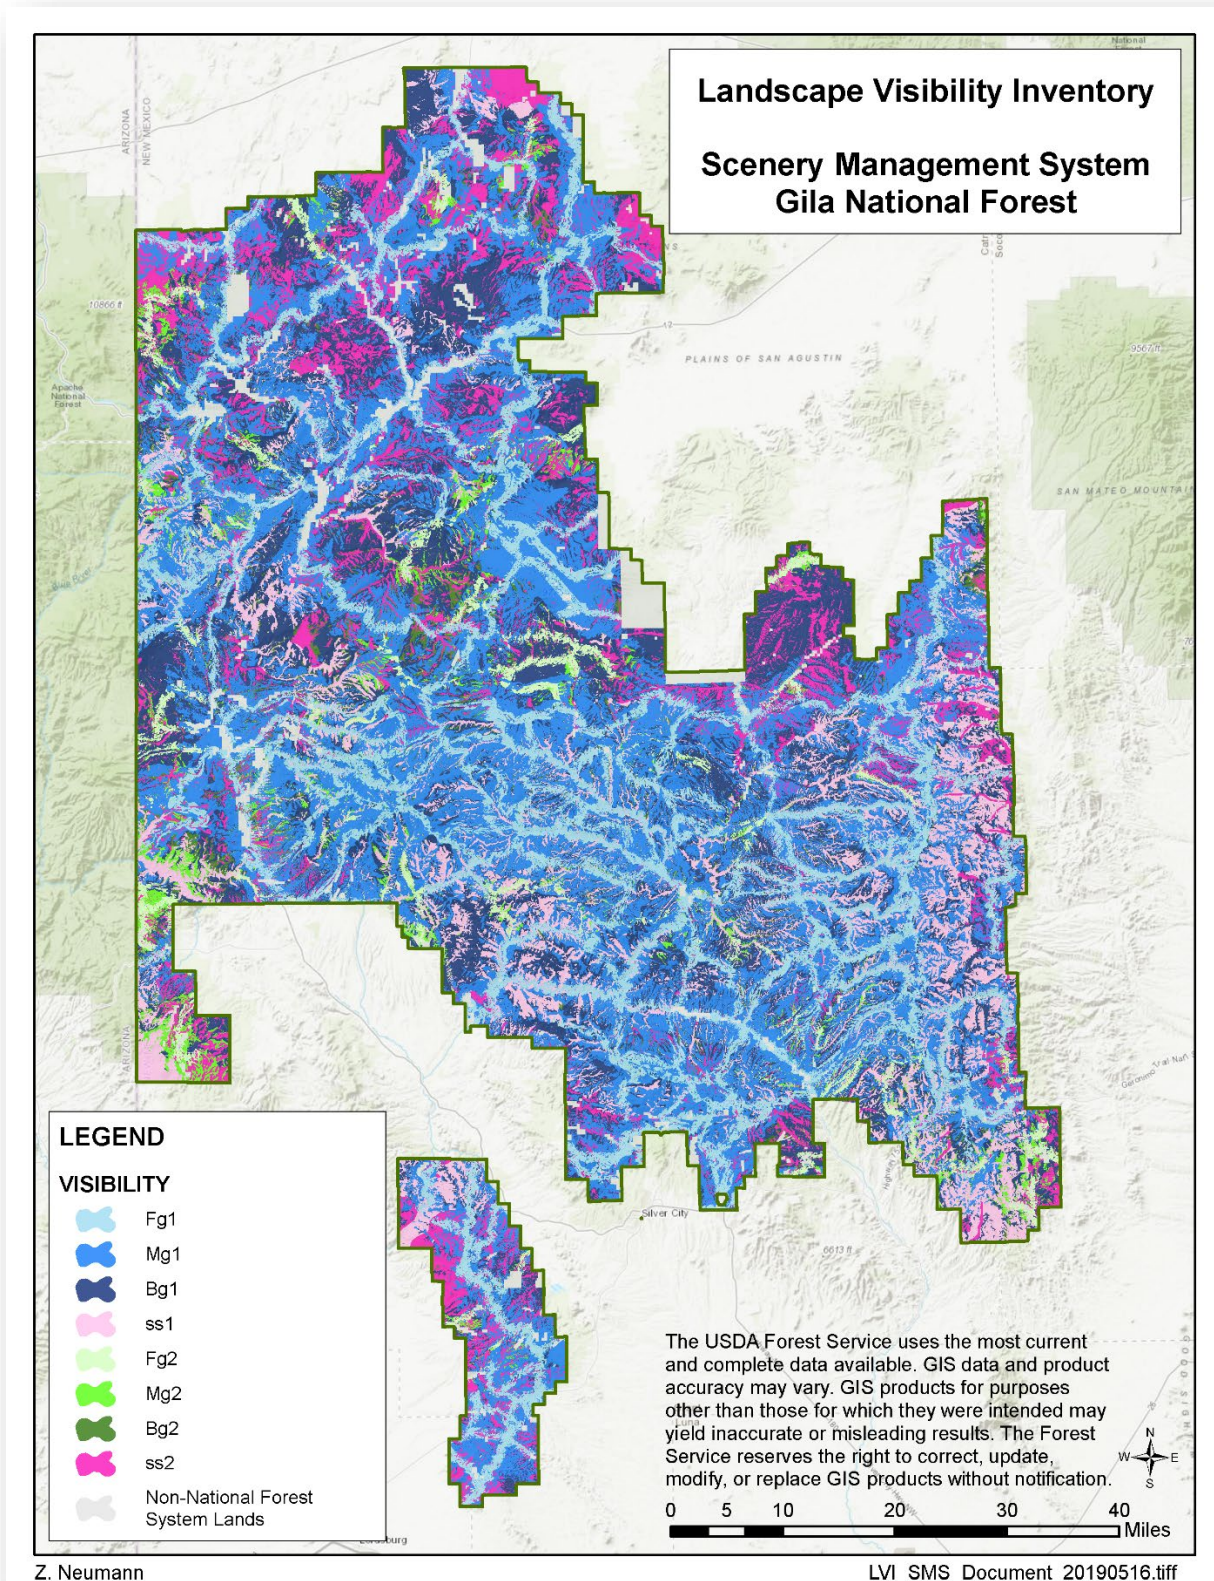 Landscape Visibility Inventory
Scenery Management System
Gila National Forest
National
ARIZONA
NEW MEXICO
10866 ft
17
PLAINS OF SAN AGUSTIN
9567 ft
Apache
National
Forest
SAN MATEO MOUNTAIN
ARIZONA
LEGEND
VISIBILITY
Fg1
Mg1
Bg1
ss1
Fg2
Mg2
Bg2
ss2
Non-National Forest
System Lands
Silver City
6613 ft
Geronimo
The USDA Forest Service uses the most current
and complete data available. GIS data and product
accuracy may vary. GIS products for purposes
other than those for which they were intended may
yield inaccurate or misleading results. The Forest
Service reserves the right to correct, update,
modify, or replace GIS products without notification.
N
W E
S
0 5 10 20 30 40
Miles
Z. Neumann
LVI_SMS_Document_20190516.tiff